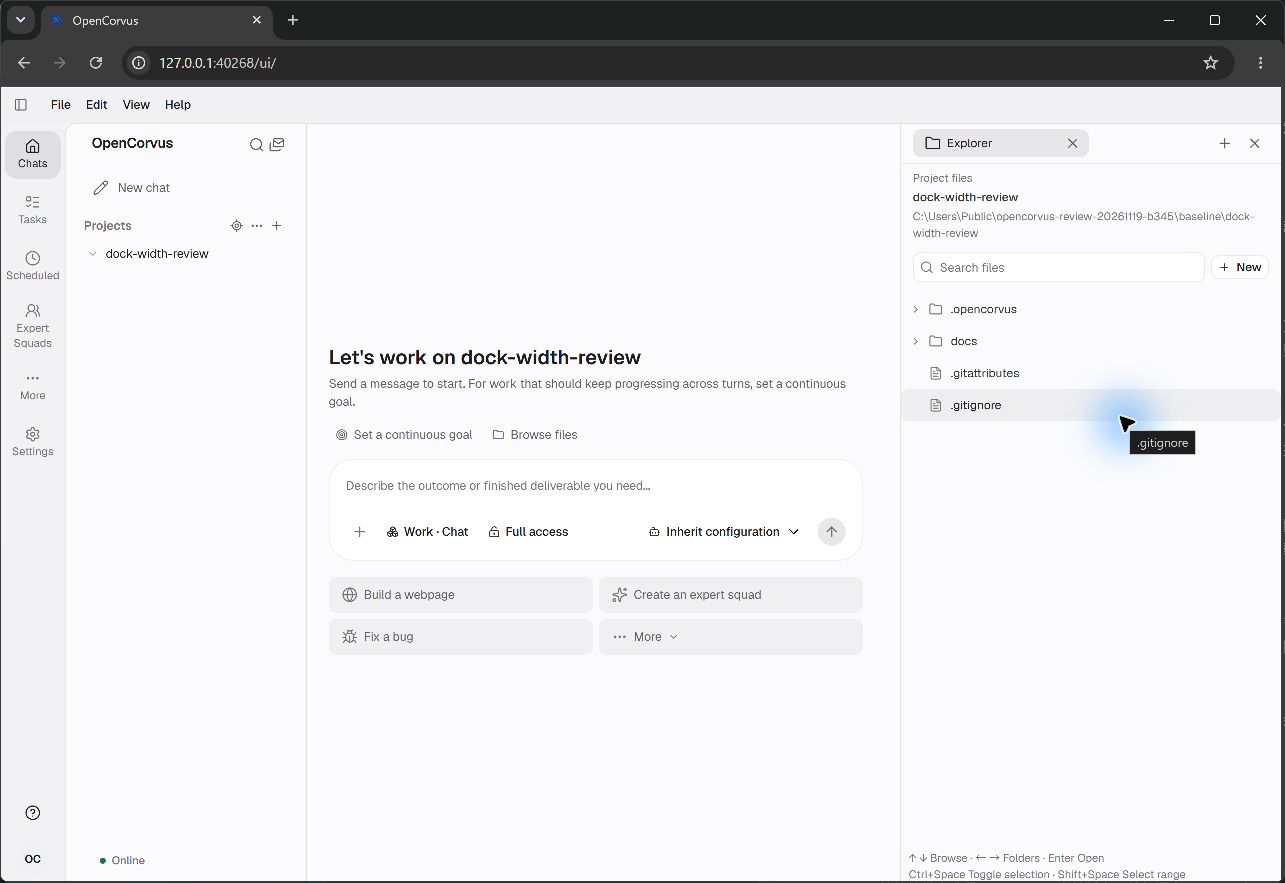 OpenCorvus
127.0.0.1:40268/ui/
File Edit View Help
Chats
Tasks
Scheduled
Expert
Squads
More
Settings
OC
OpenCorvus
New chat
Projects
dock-width-review
Online
Let's work on dock-width-review
Send a message to start. For work that should keep progressing across turns, set a continuous
goal.
Set a continuous goal Browse files
Describe the outcome or finished deliverable you need...
Work · Chat Full access Inherit configuration
Build a webpage Create an expert squad
Fix a bug More
Explorer
Project files
dock-width-review
C:\Users\Public\opencorvus-review-20261119-b345\baseline\dock-
width-review
Search files New
.opencorvus
docs
.gitattributes
.gitignore
.gitignore
↑ ↓ Browse · ← → Folders · Enter Open
Ctrl+Space Toggle selection · Shift+Space Select range